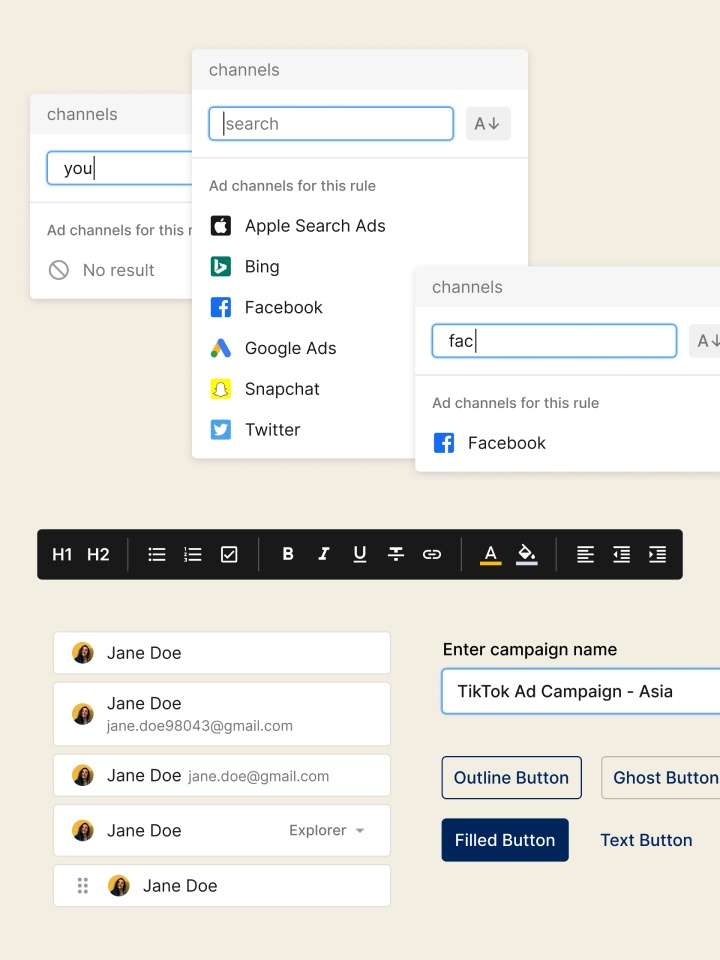 channels
you
Ad channels for this r
No result
channels
search
A
Ad channels for this rule
Apple Search Ads
Bing
Facebook
Google Ads
Snapchat
Twitter
channels
fac
A
Ad channels for this rule
Facebook
H1 H2 B I U S A
Jane Doe
Jane Doe
jane.doe98043@gmail.com
Jane Doe jane.doe@gmail.com
Jane Doe Explorer
Jane Doe
Enter campaign name
TikTok Ad Campaign - Asia
Outline Button Ghost Button
Filled Button Text Button